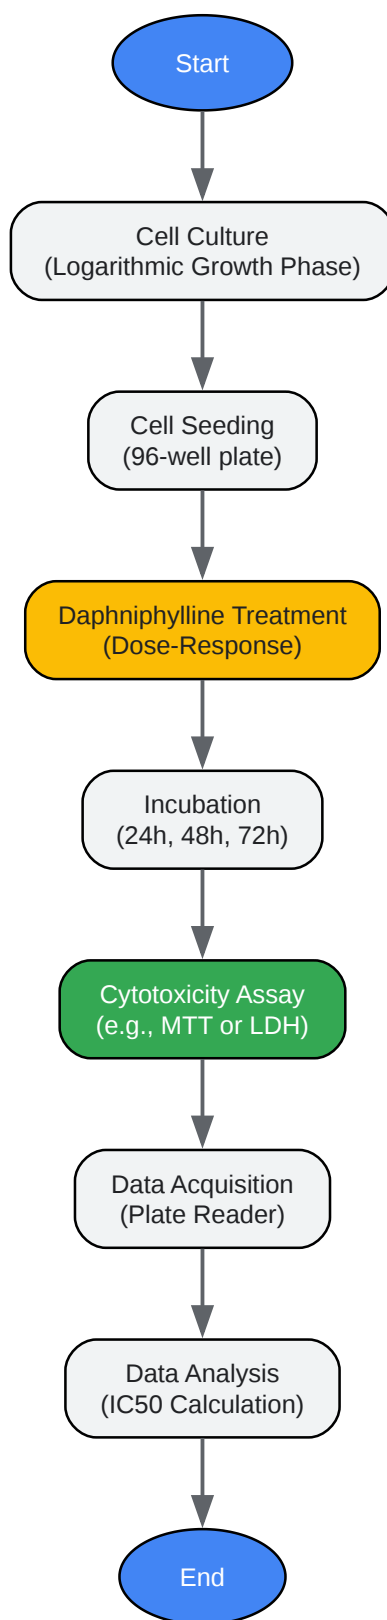 Start
Cell Culture
(Logarithmic Growth Phase)
Cell Seeding
(96-well plate)
Daphniphylline Treatment
(Dose-Response)
Incubation
(24h, 48h, 72h)
Cytotoxicity Assay
(e.g., MTT or LDH)
Data Acquisition
(Plate Reader)
Data Analysis
(IC50 Calculation)
End